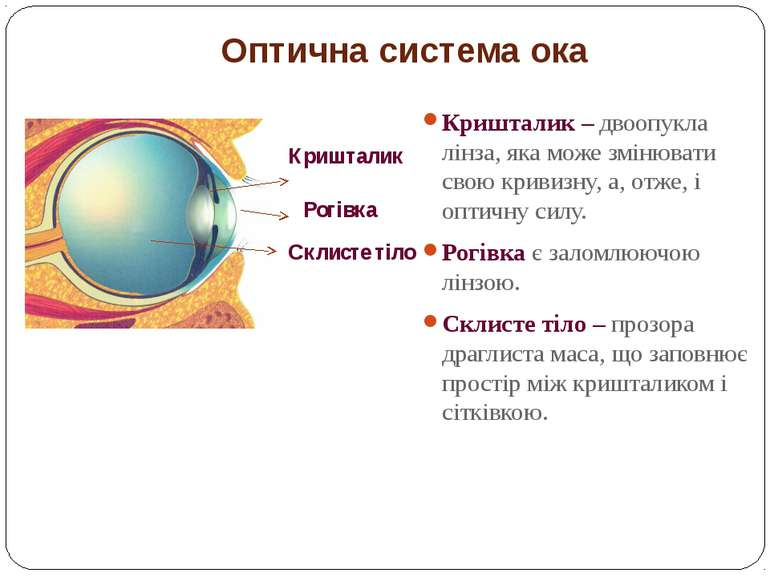 Оптична система ока
Кришталик
Рогівка
Склисте тіло
Кришталик – двоопукла
лінза, яка може змінювати
свою кривизну, а, отже, і
оптичну силу.
Рогівка є заломлюючою
лінзою.
Склисте тіло – прозора
драглиста маса, що заповнює
простір між кришталиком і
сітківкою.